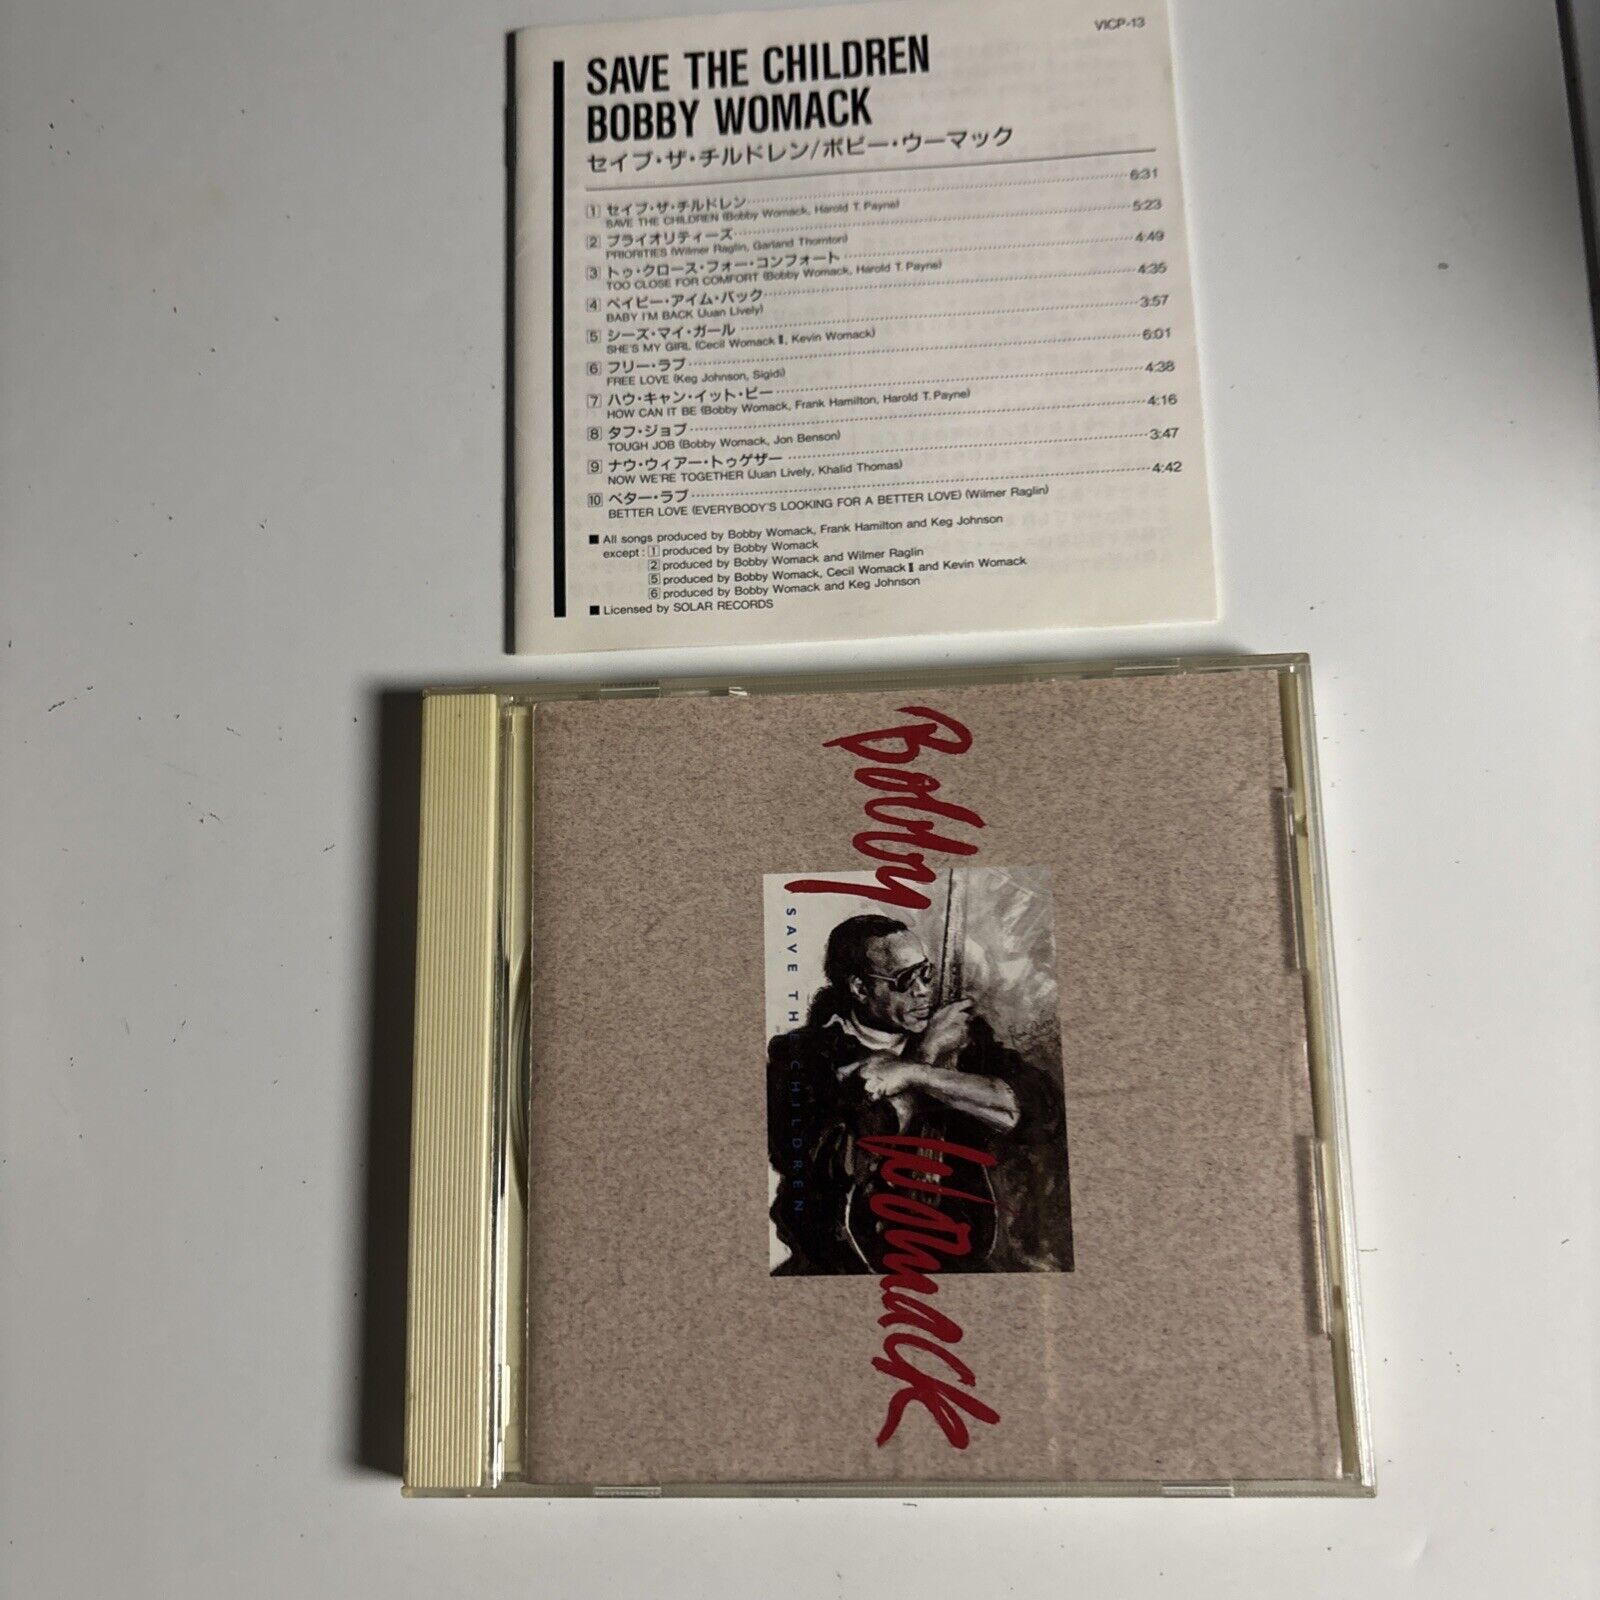 VICP-13
SAVE THE CHILDREN
BOBBY WOMACK
セイブ・ザ・チルドレン/ボビー・ウーマック
1 セイブ・ザ・チルドレン 6:31
SAVE THE CHILDREN (Bobby Womack, Harold T. Payne)
2 プライオリティーズ 5:23
PRIORITIES (Wilmer Raglin, Garland Thornton)
3 トゥ・クロース・フォー・コンフォート 4:49
TOO CLOSE FOR COMFORT (Bobby Womack, Harold T. Payne)
4 ベイビー・アイム・バック 4:35
BABY I'M BACK (Juan Lively)
5 シーズ・マイ・ガール 3:57
SHE'S MY GIRL (Cecil Womack II, Kevin Womack)
6 フリー・ラブ 6:01
FREE LOVE (Keg Johnson, Sigidi)
7 ハウ・キャン・イット・ビー 4:38
HOW CAN IT BE (Bobby Womack, Frank Hamilton, Harold T. Payne)
8 タフ・ジョブ 4:16
TOUGH JOB (Bobby Womack, Jon Benson)
9 ナウ・ウィアー・トゥゲザー 3:47
NOW WE'RE TOGETHER (Juan Lively, Khalid Thomas)
10 ベター・ラブ 4:42
BETTER LOVE (EVERYBODY'S LOOKING FOR A BETTER LOVE) (Wilmer Raglin)
■ All songs produced by Bobby Womack, Frank Hamilton and Keg Johnson
except : 1 produced by Bobby Womack
2 produced by Bobby Womack and Wilmer Raglin
5 produced by Bobby Womack, Cecil Womack II and Kevin Womack
6 produced by Bobby Womack and Keg Johnson
■ Licensed by SOLAR RECORDS
Bobby Womack
SAVE THE CHILDREN